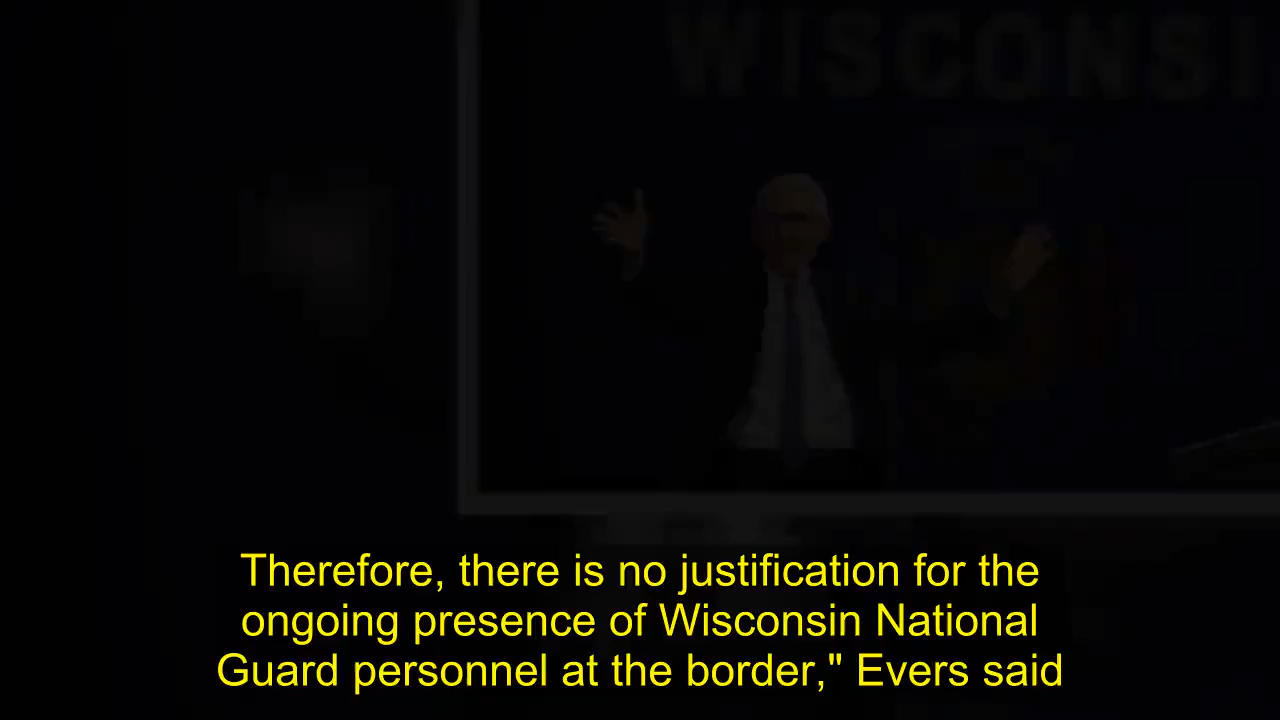 WISCONSI
Therefore, there is no justification for the
ongoing presence of Wisconsin National
Guard personnel at the border," Evers said